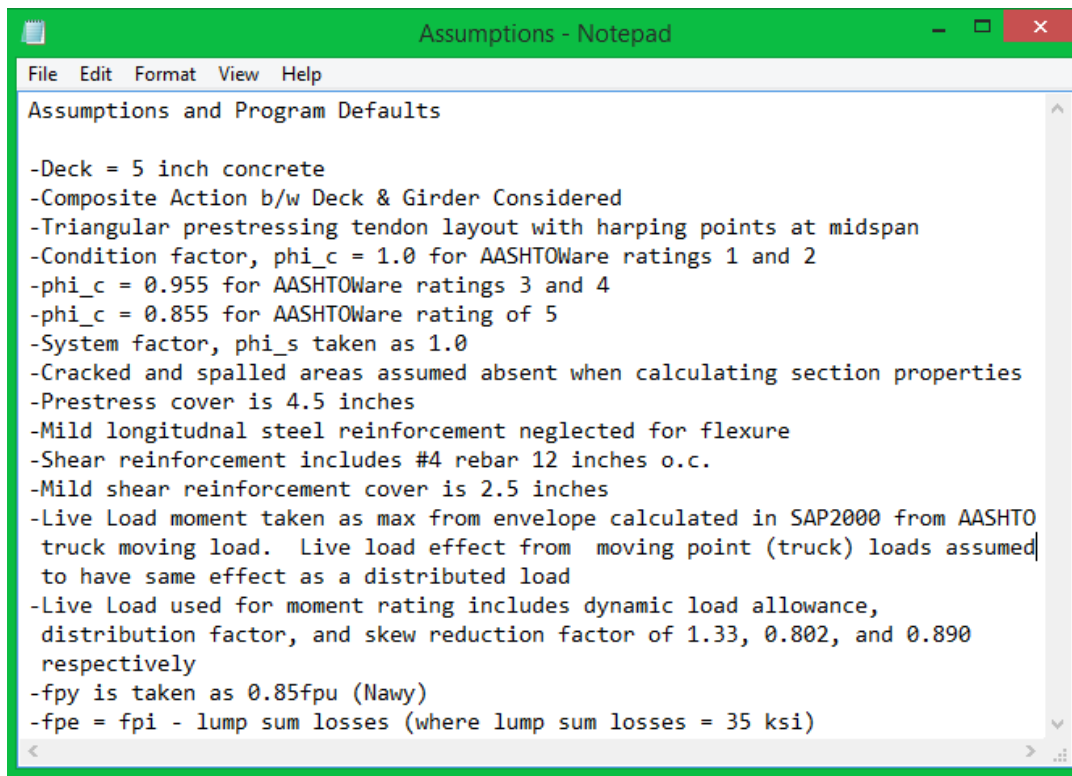 Assumptions - Notepad
File Edit Format View Help
Assumptions and Program Defaults
-Deck = 5 inch concrete
-Composite Action b/w Deck & Girder Considered
-Triangular prestressing tendon layout with harping points at midspan
-Condition factor, phi_c = 1.0 for AASHTOWare ratings 1 and 2
-phi_c = 0.955 for AASHTOWare ratings 3 and 4
-phi_c = 0.855 for AASHTOWare rating of 5
-System factor, phi_s taken as 1.0
-Cracked and spalled areas assumed absent when calculating section properties
-Prestress cover is 4.5 inches
-Mild longitudnal steel reinforcement neglected for flexure
-Shear reinforcement includes #4 rebar 12 inches o.c.
-Mild shear reinforcement cover is 2.5 inches
-Live Load moment taken as max from envelope calculated in SAP2000 from AASHTO
truck moving load.  Live load effect from  moving point (truck) loads assumed
to have same effect as a distributed load
-Live Load used for moment rating includes dynamic load allowance,
distribution factor, and skew reduction factor of 1.33, 0.802, and 0.890
respectively
-fpy is taken as 0.85fpu (Nawy)
-fpe = fpi - lump sum losses (where lump sum losses = 35 ksi)